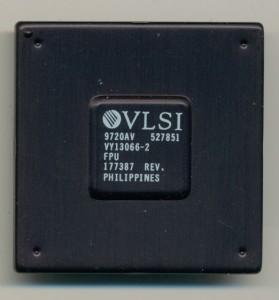 VLSI
9720AV 527851
VY13066-2
FPU
177387 REV.
PHILIPPINES